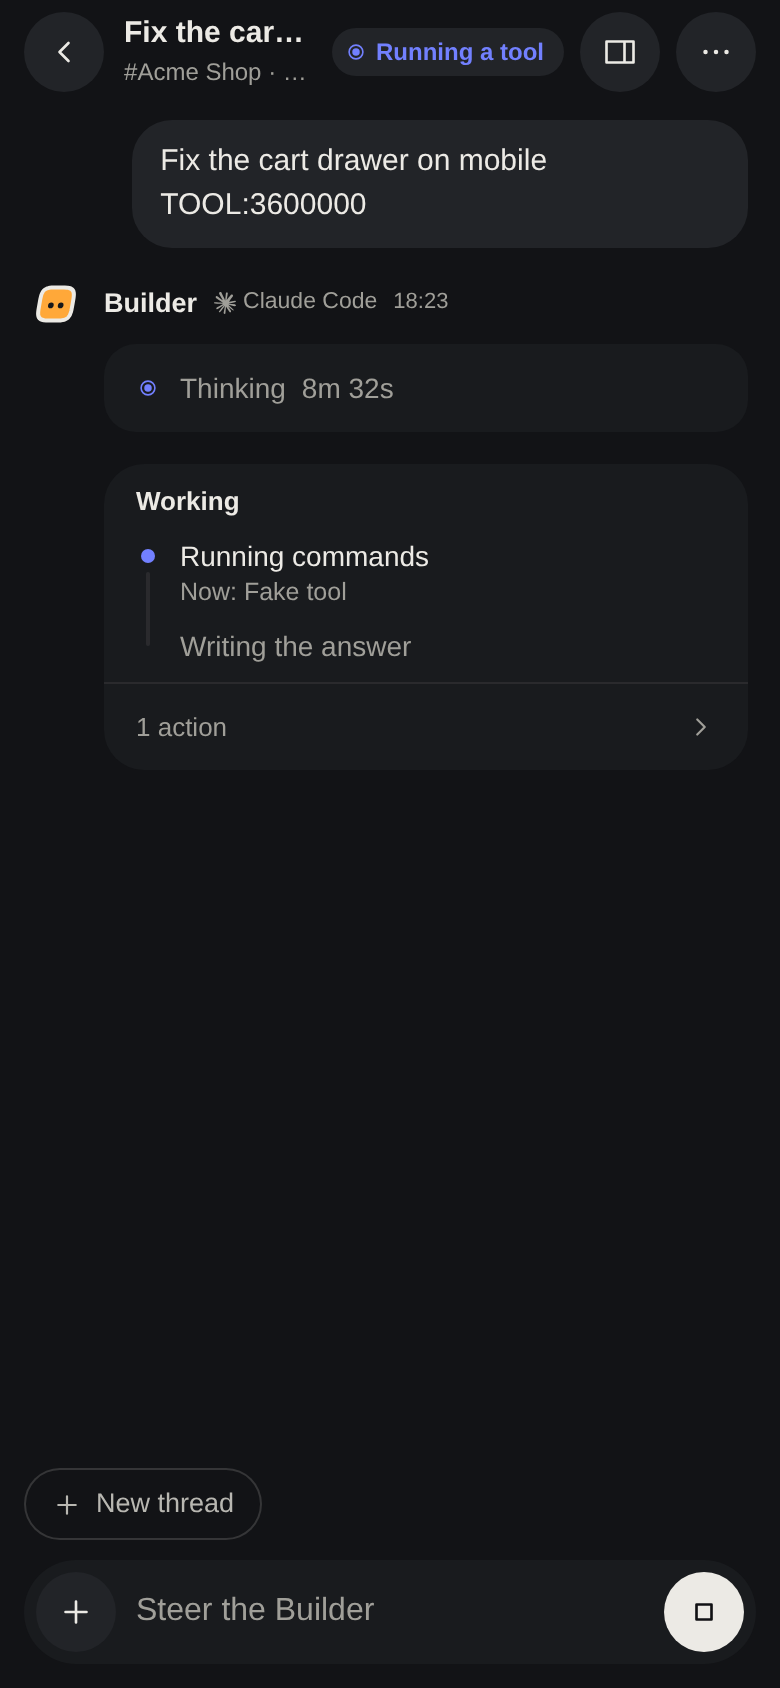 Fix the car…
#Acme Shop · …
Running a tool
Fix the cart drawer on mobile
TOOL:3600000
Builder Claude Code 18:23
Thinking 8m 32s
Working
Running commands
Now: Fake tool
Writing the answer
1 action
New thread
Steer the Builder